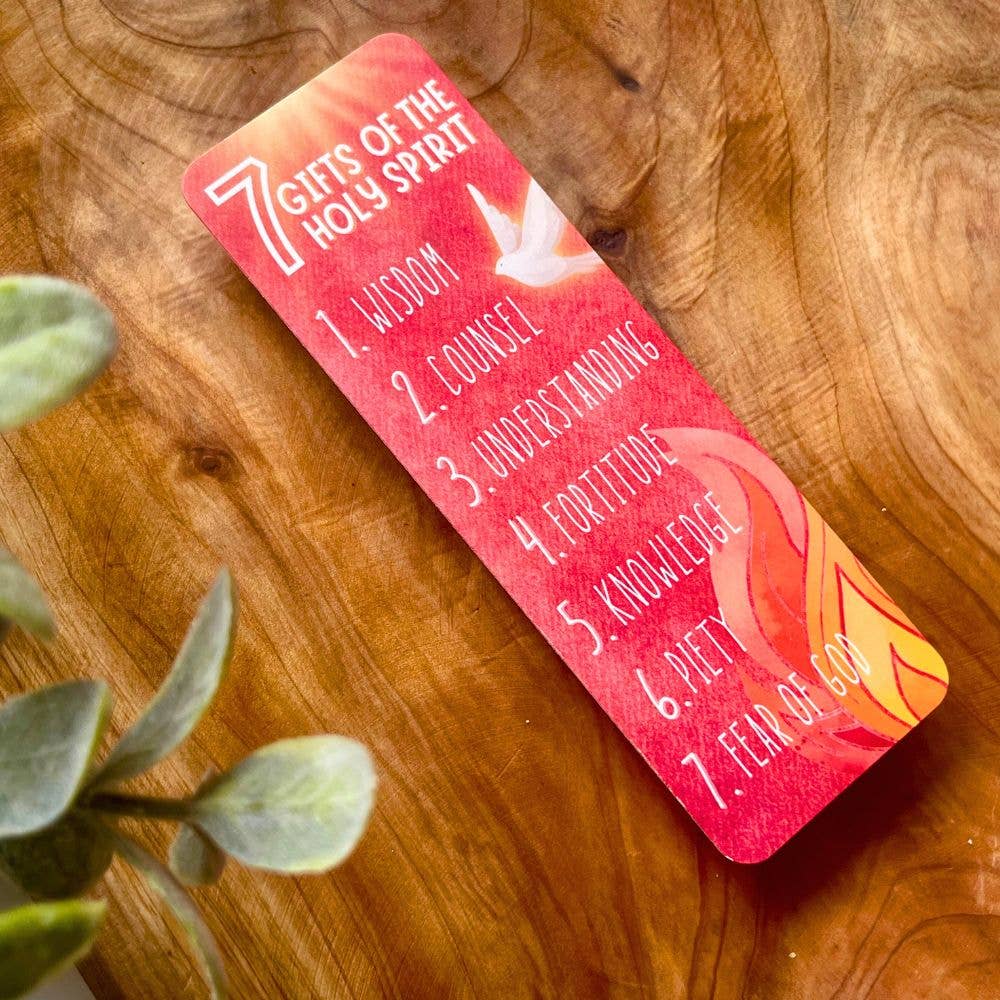 7 GIFTS OF THE
HOLY SPIRIT
1. WISDOM
2. COUNSEL
3. UNDERSTANDING
4. FORTITUDE
5. KNOWLEDGE
6. PIETY
7. FEAR OF GOD